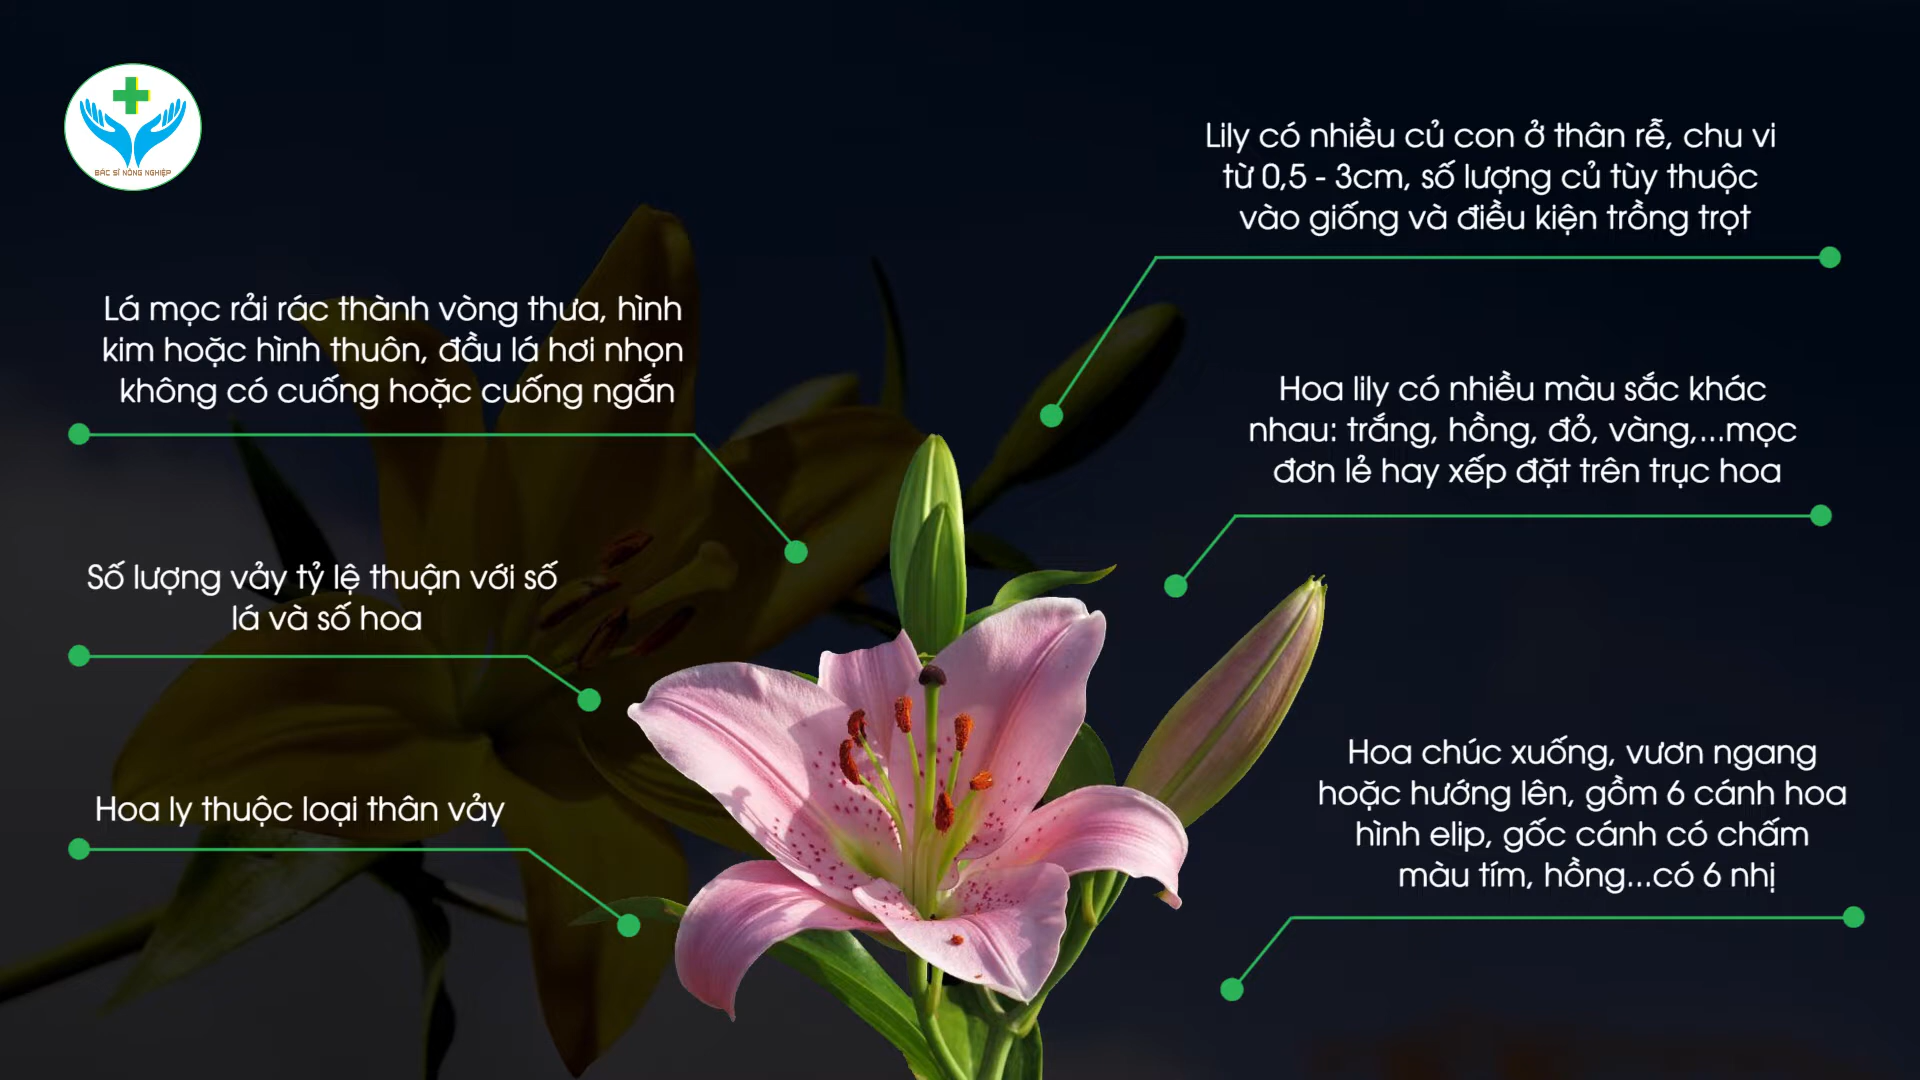 BÁC SĨ NÔNG NGHIỆP
Lá mọc rải rác thành vòng thưa, hình
kim hoặc hình thuôn, đầu lá hơi nhọn
không có cuống hoặc cuống ngắn
Số lượng vảy tỷ lệ thuận với số
lá và số hoa
Hoa ly thuộc loại thân vảy
Lily có nhiều củ con ở thân rễ, chu vi
từ 0,5 - 3cm, số lượng củ tùy thuộc
vào giống và điều kiện trồng trọt
Hoa lily có nhiều màu sắc khác
nhau: trắng, hồng, đỏ, vàng,...mọc
đơn lẻ hay xếp đặt trên trục hoa
Hoa chúc xuống, vươn ngang
hoặc hướng lên, gồm 6 cánh hoa
hình elip, gốc cánh có chấm
màu tím, hồng...có 6 nhị